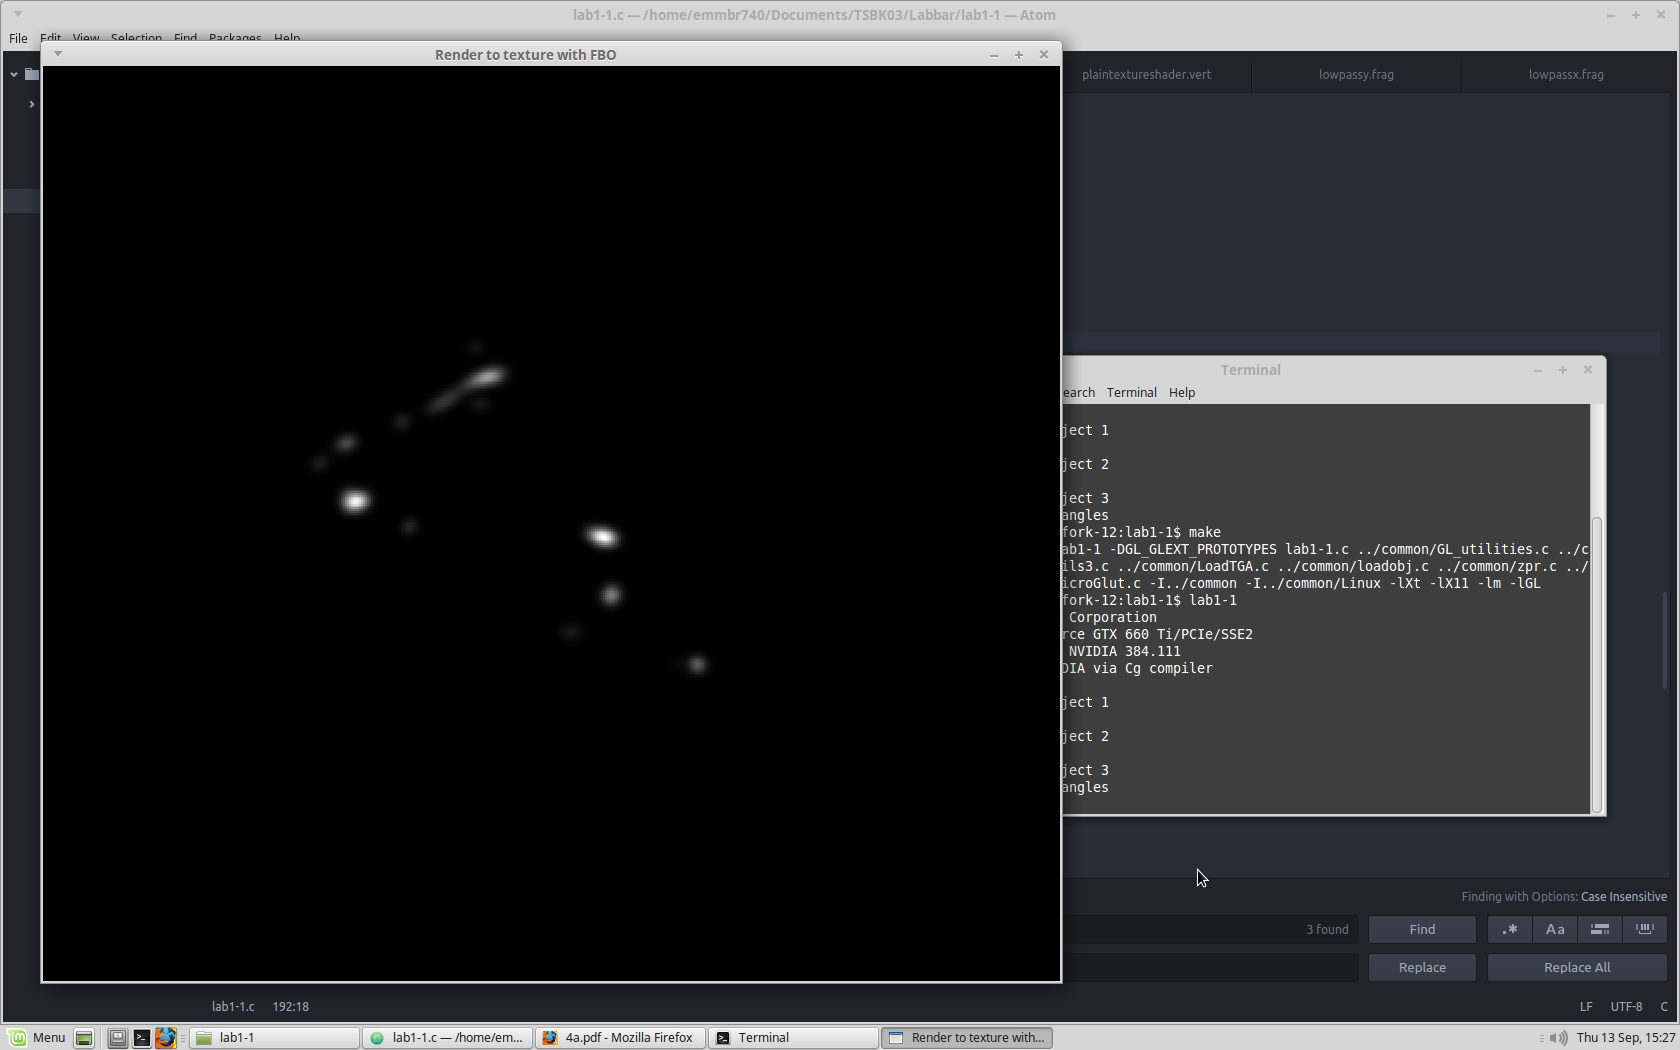 lab1-1.c — /home/emmbr740/Documents/TSBK03/Labbar/lab1-1 — Atom
File Edit View Selection Find Packages Help
Render to texture with FBO
plaintextureshader.vert lowpassy.frag lowpassx.frag
Terminal
earch Terminal Help
ject 1
ject 2
ject 3
angles
fork-12:lab1-1$ make
ab1-1 -DGL_GLEXT_PROTOTYPES lab1-1.c ../common/GL_utilities.c ../c
ils3.c ../common/LoadTGA.c ../common/loadobj.c ../common/zpr.c ../
icroGlut.c -I../common -I../common/Linux -lXt -lX11 -lm -lGL
fork-12:lab1-1$ lab1-1
Corporation
rce GTX 660 Ti/PCIe/SSE2
NVIDIA 384.111
DIA via Cg compiler
ject 1
ject 2
ject 3
angles
Finding with Options: Case Insensitive
3 found Find .* Aa
Replace Replace All
lab1-1.c 192:18 LF UTF-8 C
Menu lab1-1 lab1-1.c — /home/em... 4a.pdf - Mozilla Firefox Terminal Render to texture with... Thu 13 Sep, 15:27